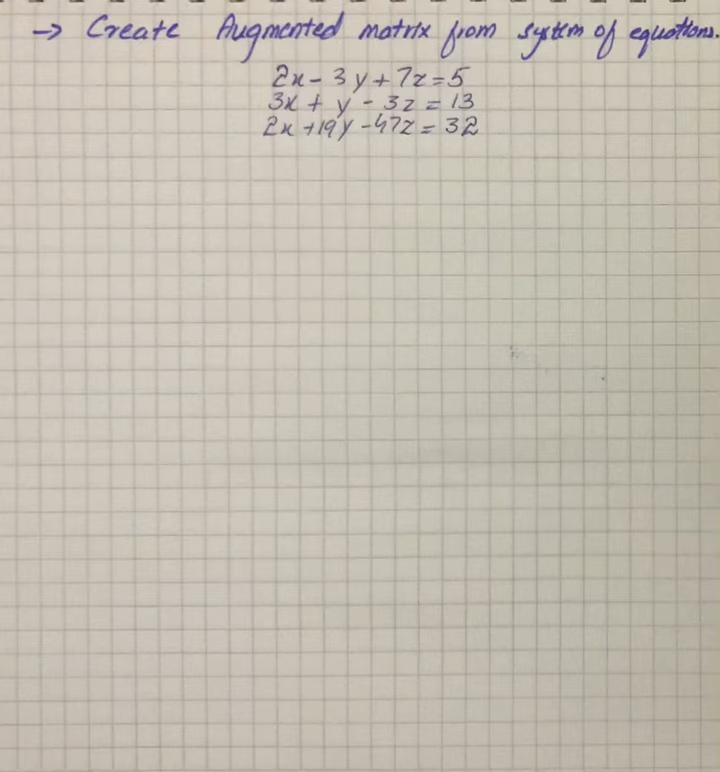 → Create Augmented matrix from system of equations.
2x - 3y + 7z = 5
3x + y - 3z = 13
2x + 19y - 47z = 32